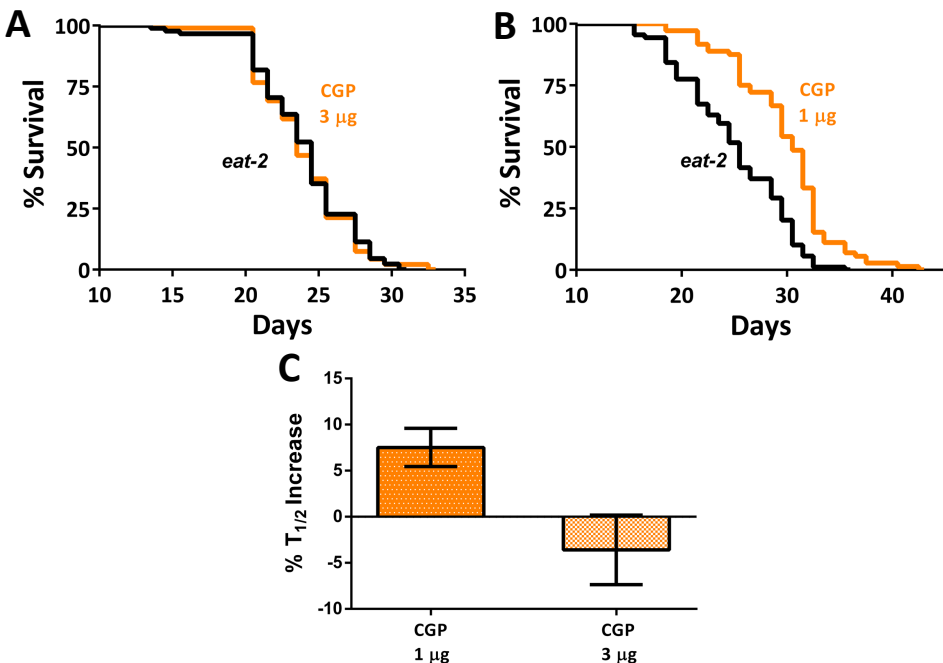 A
100
75
50
25
0
% Survival
CGP
3 µg
eat-2
10 15 20 25 30 35
Days
B
100
75
50
25
0
% Survival
CGP
1 µg
eat-2
10 20 30 40
Days
C
15
10
5
0
-5
-10
% T1/2 Increase
CGP
1 µg
CGP
3 µg